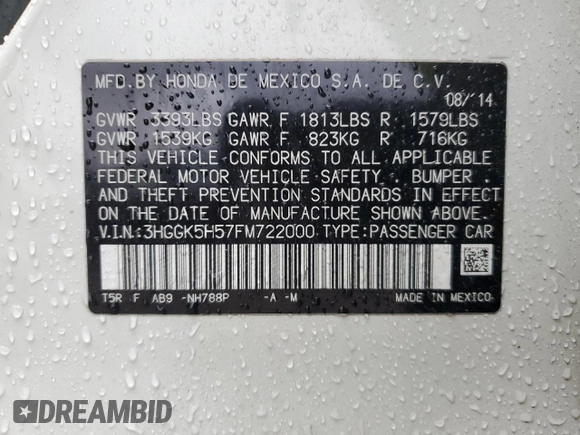 MFD. BY HONDA DE MEXICO S.A. DE C.V.
08/'14
GVWR 3393LBS GAWR F 1813LBS R 1579LBS
GVWR 1539KG GAWR F 823KG R 716KG
THIS VEHICLE CONFORMS TO ALL APPLICABLE
FEDERAL MOTOR VEHICLE SAFETY, BUMPER ,
AND THEFT PREVENTION STANDARDS IN EFFECT
ON THE DATE OF MANUFACTURE SHOWN ABOVE.
V.I.N.:3HGGK5H57FM722000 TYPE:PASSENGER CAR
T5R F AB9 -NH788P -A -M MADE IN MEXICO
DREAMBID